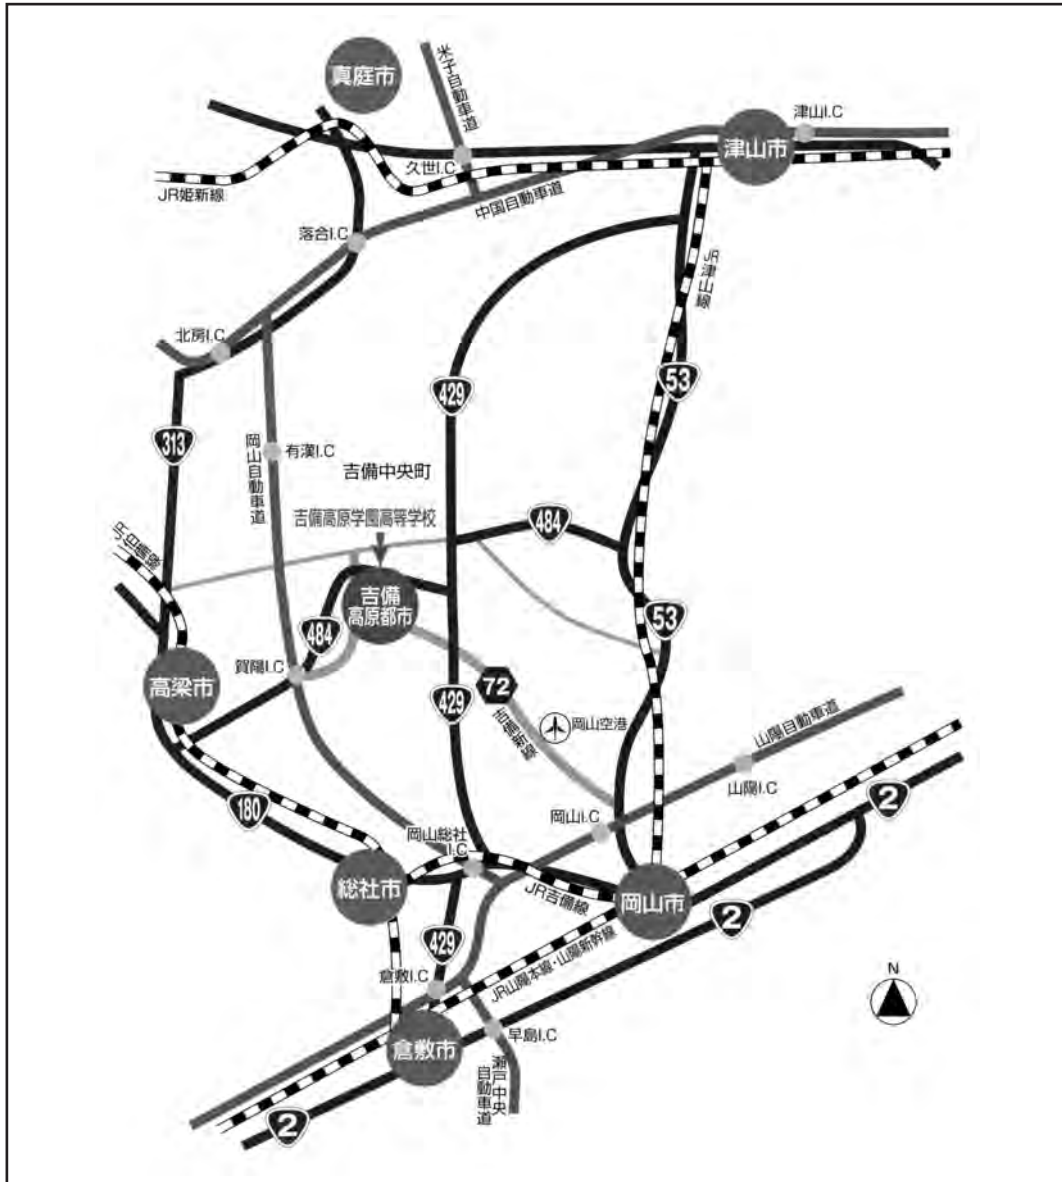 真庭市
米子自動車道
津山I.C
津山市
久世I.C
JR姫新線
中国自動車道
落合I.C
JR津山線
北房I.C
429
53
313
岡山自動車道
有漢I.C
吉備中央町
吉備高原学園高等学校
484
JR伯備線
吉備
高原都市
53
484
賀陽I.C
高梁市
72
429
吉備新線
岡山空港
山陽自動車道
山陽I.C
180
2
岡山I.C
岡山総社
I.C
総社市
JR吉備線
岡山市
2
429
JR山陽本線・山陽新幹線
N
倉敷I.C
早島I.C
倉敷市
瀬戸中央
自動車道
2